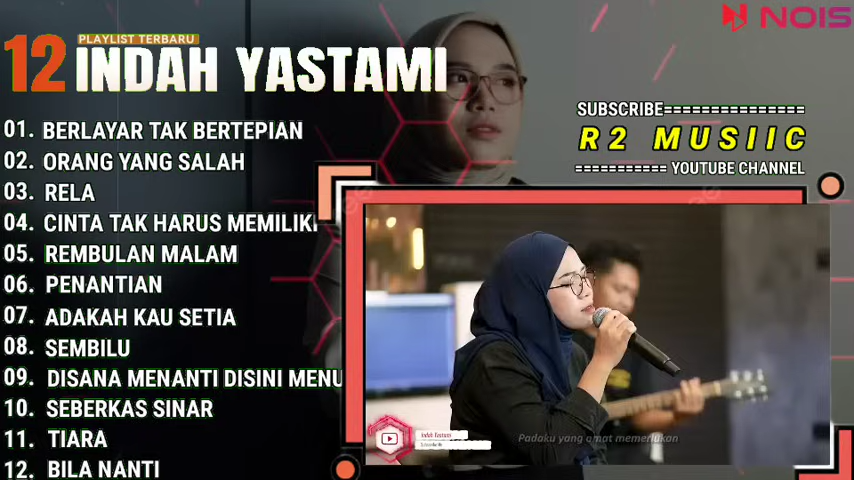 NOIS
PLAYLIST TERBARU
12 INDAH YASTAMI
SUBSCRIBE===============
R2 MUSIIC
=========== YOUTUBE CHANNEL
01. BERLAYAR TAK BERTEPIAN
02. ORANG YANG SALAH
03. RELA
04. CINTA TAK HARUS MEMILIKI
05. REMBULAN MALAM
06. PENANTIAN
07. ADAKAH KAU SETIA
08. SEMBILU
09. DISANA MENANTI DISINI MENU
10. SEBERKAS SINAR
11. TIARA
12. BILA NANTI
Indah Yastami
Padaku yang amat memerlukan